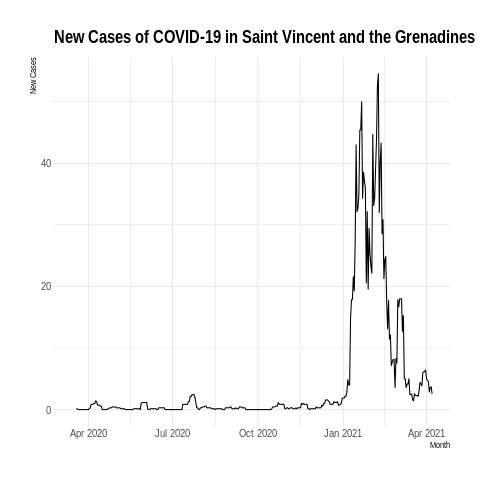 New Cases of COVID-19 in Saint Vincent and the Grenadines
New Cases
40
20
0
Apr 2020 Jul 2020 Oct 2020 Jan 2021 Apr 2021
Month